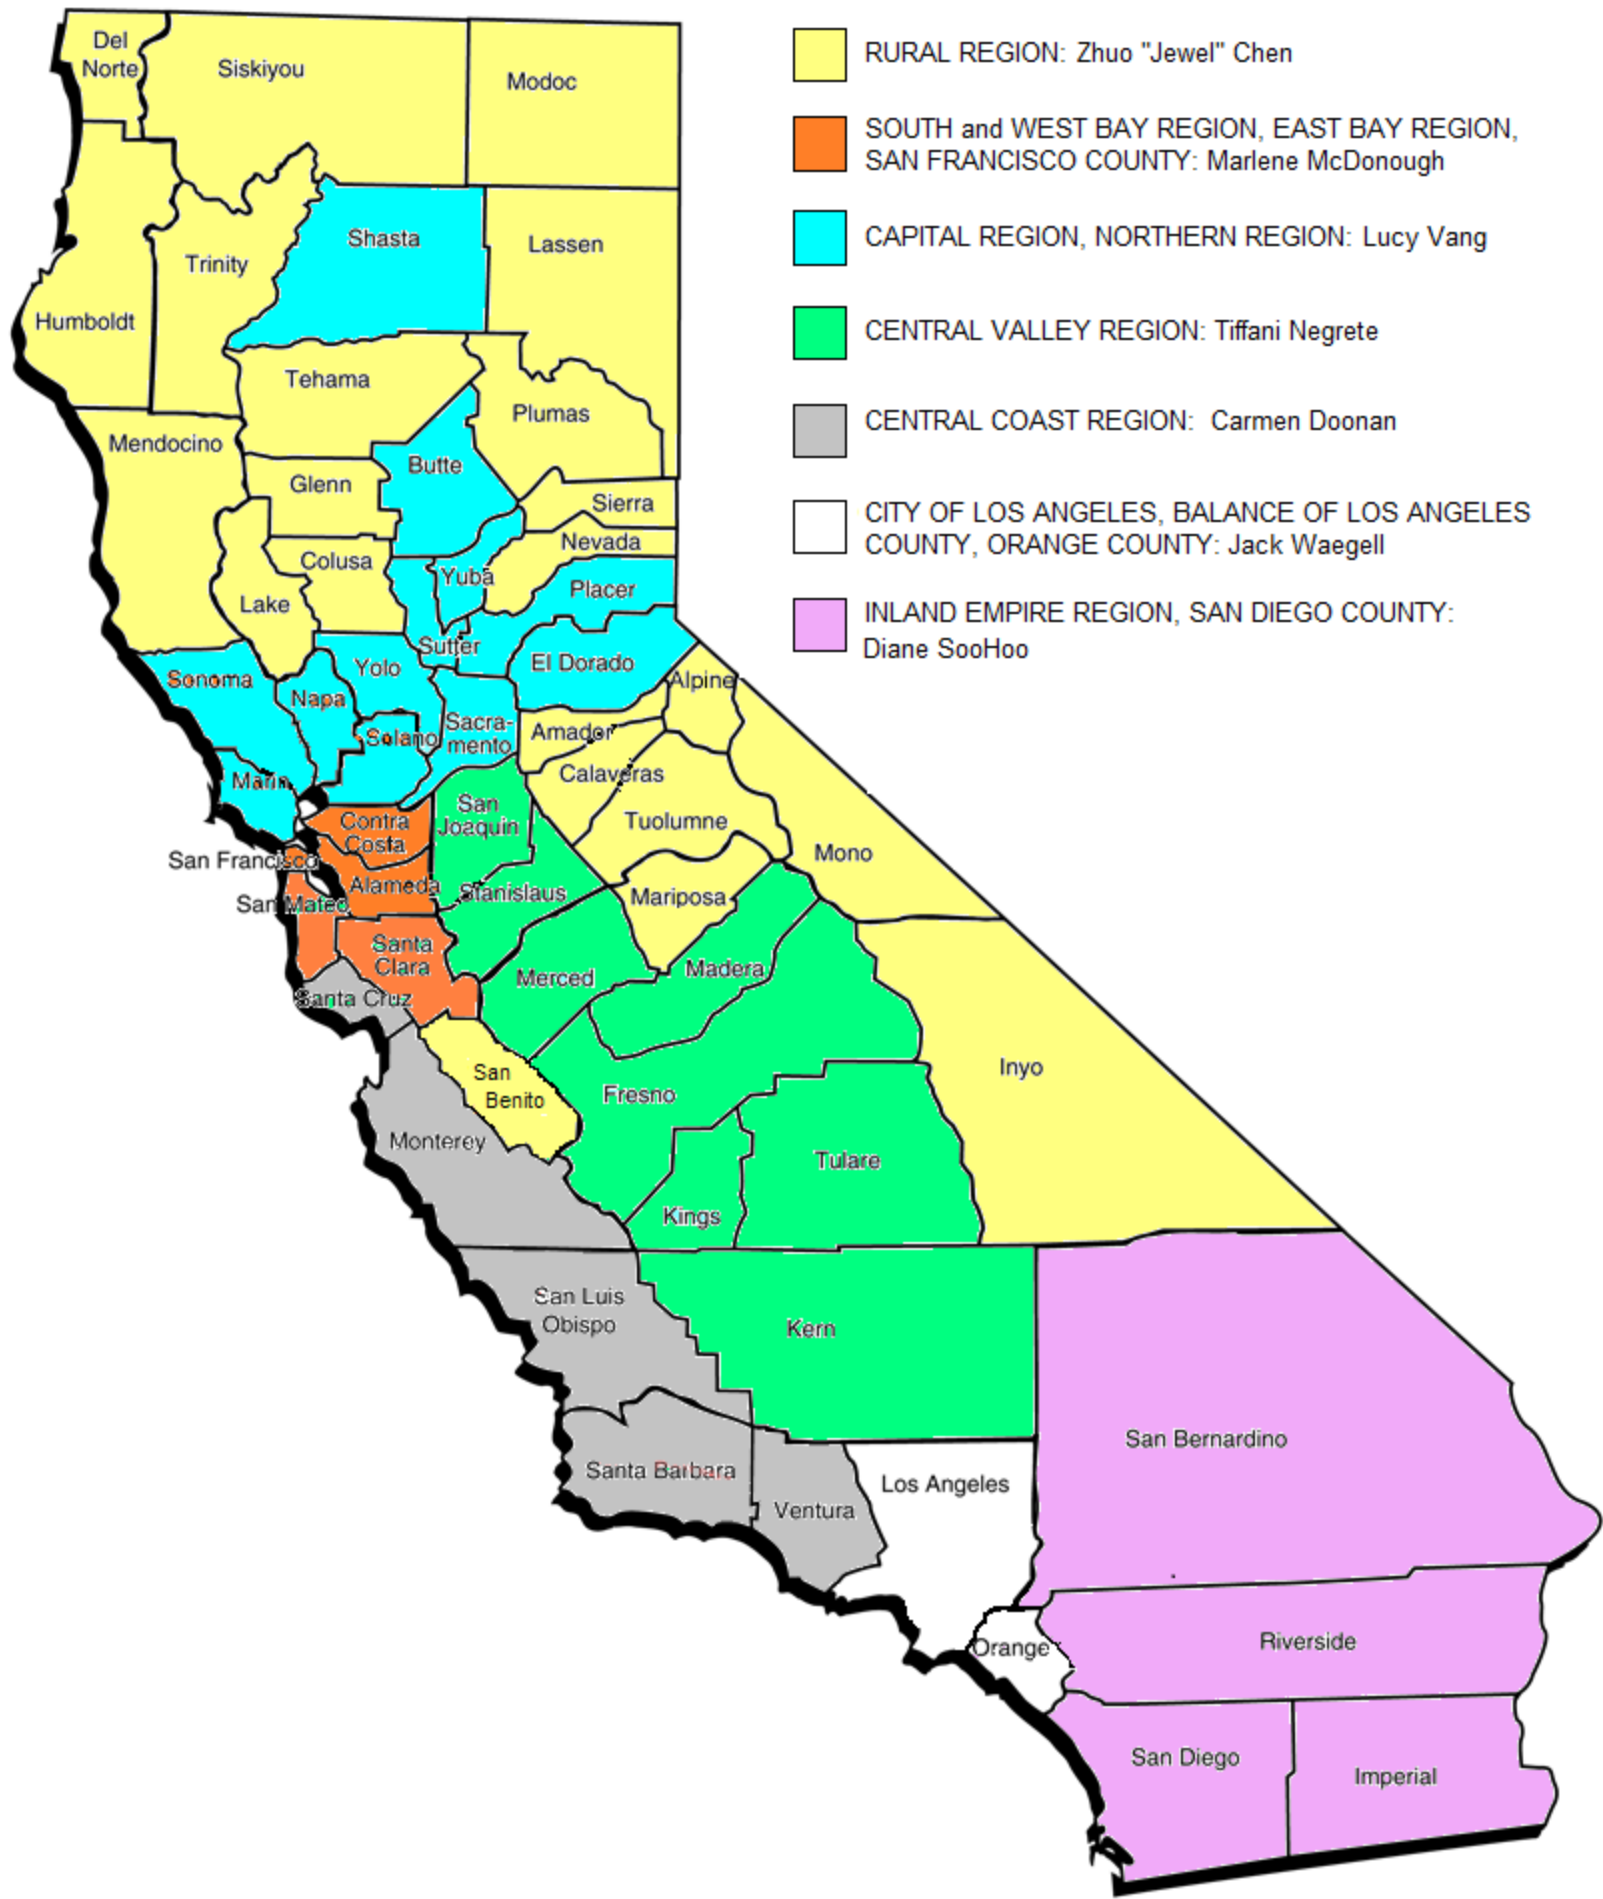 RURAL REGION: Zhuo "Jewel" Chen
SOUTH and WEST BAY REGION, EAST BAY REGION,
SAN FRANCISCO COUNTY: Marlene McDonough
CAPITAL REGION, NORTHERN REGION: Lucy Vang
CENTRAL VALLEY REGION: Tiffani Negrete
CENTRAL COAST REGION: Carmen Doonan
CITY OF LOS ANGELES, BALANCE OF LOS ANGELES
COUNTY, ORANGE COUNTY: Jack Waegell
INLAND EMPIRE REGION, SAN DIEGO COUNTY:
Diane SooHoo
Del
Norte
Siskiyou
Modoc
Shasta
Lassen
Trinity
Humboldt
Tehama
Plumas
Mendocino
Butte
Glenn
Sierra
Nevada
Colusa
Yuba
Placer
Lake
Sutter
El Dorado
Yolo
Sonoma
Napa
Alpine
Solano
Sacra-
mento
Amador
Calaveras
Marin
San
Joaquin
Contra
Costa
Tuolumne
Mono
San Francisco
Alameda
Stanislaus
Mariposa
San Mateo
Santa
Clara
Merced
Madera
Santa Cruz
San
Benito
Fresno
Inyo
Monterey
Tulare
Kings
San Luis
Obispo
Kern
San Bernardino
Santa Barbara
Ventura
Los Angeles
Orange
Riverside
San Diego
Imperial